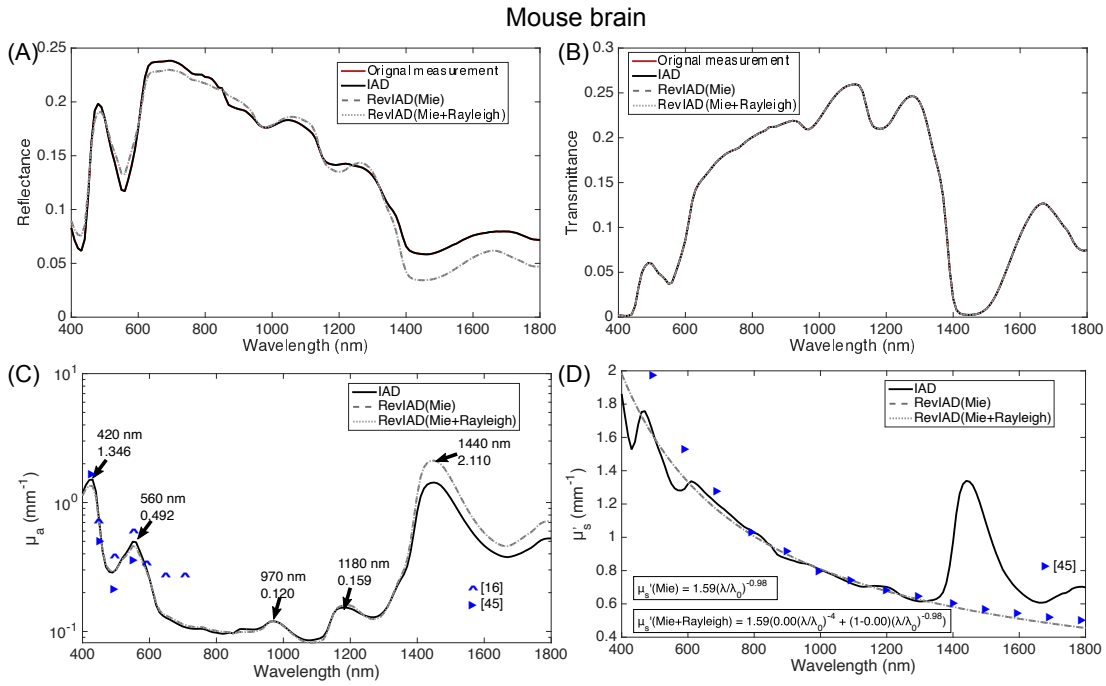 Mouse brain
(A)
0.25
0.2
0.15
0.1
0.05
0
Reflectance
400 600 800 1000 1200 1400 1600 1800
Wavelength (nm)
Orignal measurement
IAD
RevIAD(Mie)
RevIAD(Mie+Rayleigh)
(B)
0.3
0.25
0.2
0.15
0.1
0.05
0
Transmittance
400 600 800 1000 1200 1400 1600 1800
Wavelength (nm)
Orignal measurement
IAD
RevIAD(Mie)
RevIAD(Mie+Rayleigh)
(C)
10¹
10⁰
10⁻¹
μa (mm⁻¹)
400 600 800 1000 1200 1400 1600 1800
Wavelength (nm)
IAD
RevIAD(Mie)
RevIAD(Mie+Rayleigh)
420 nm
1.346
560 nm
0.492
970 nm
0.120
1180 nm
0.159
1440 nm
2.110
[16]
[45]
(D)
2
1.8
1.6
1.4
1.2
1
0.8
0.6
0.4
μ's (mm⁻¹)
400 600 800 1000 1200 1400 1600 1800
Wavelength (nm)
IAD
RevIAD(Mie)
RevIAD(Mie+Rayleigh)
[45]
μs'(Mie) = 1.59(λ/λ0)^-0.98
μs'(Mie+Rayleigh) = 1.59(0.00(λ/λ0)^-4 + (1-0.00)(λ/λ0)^-0.98)